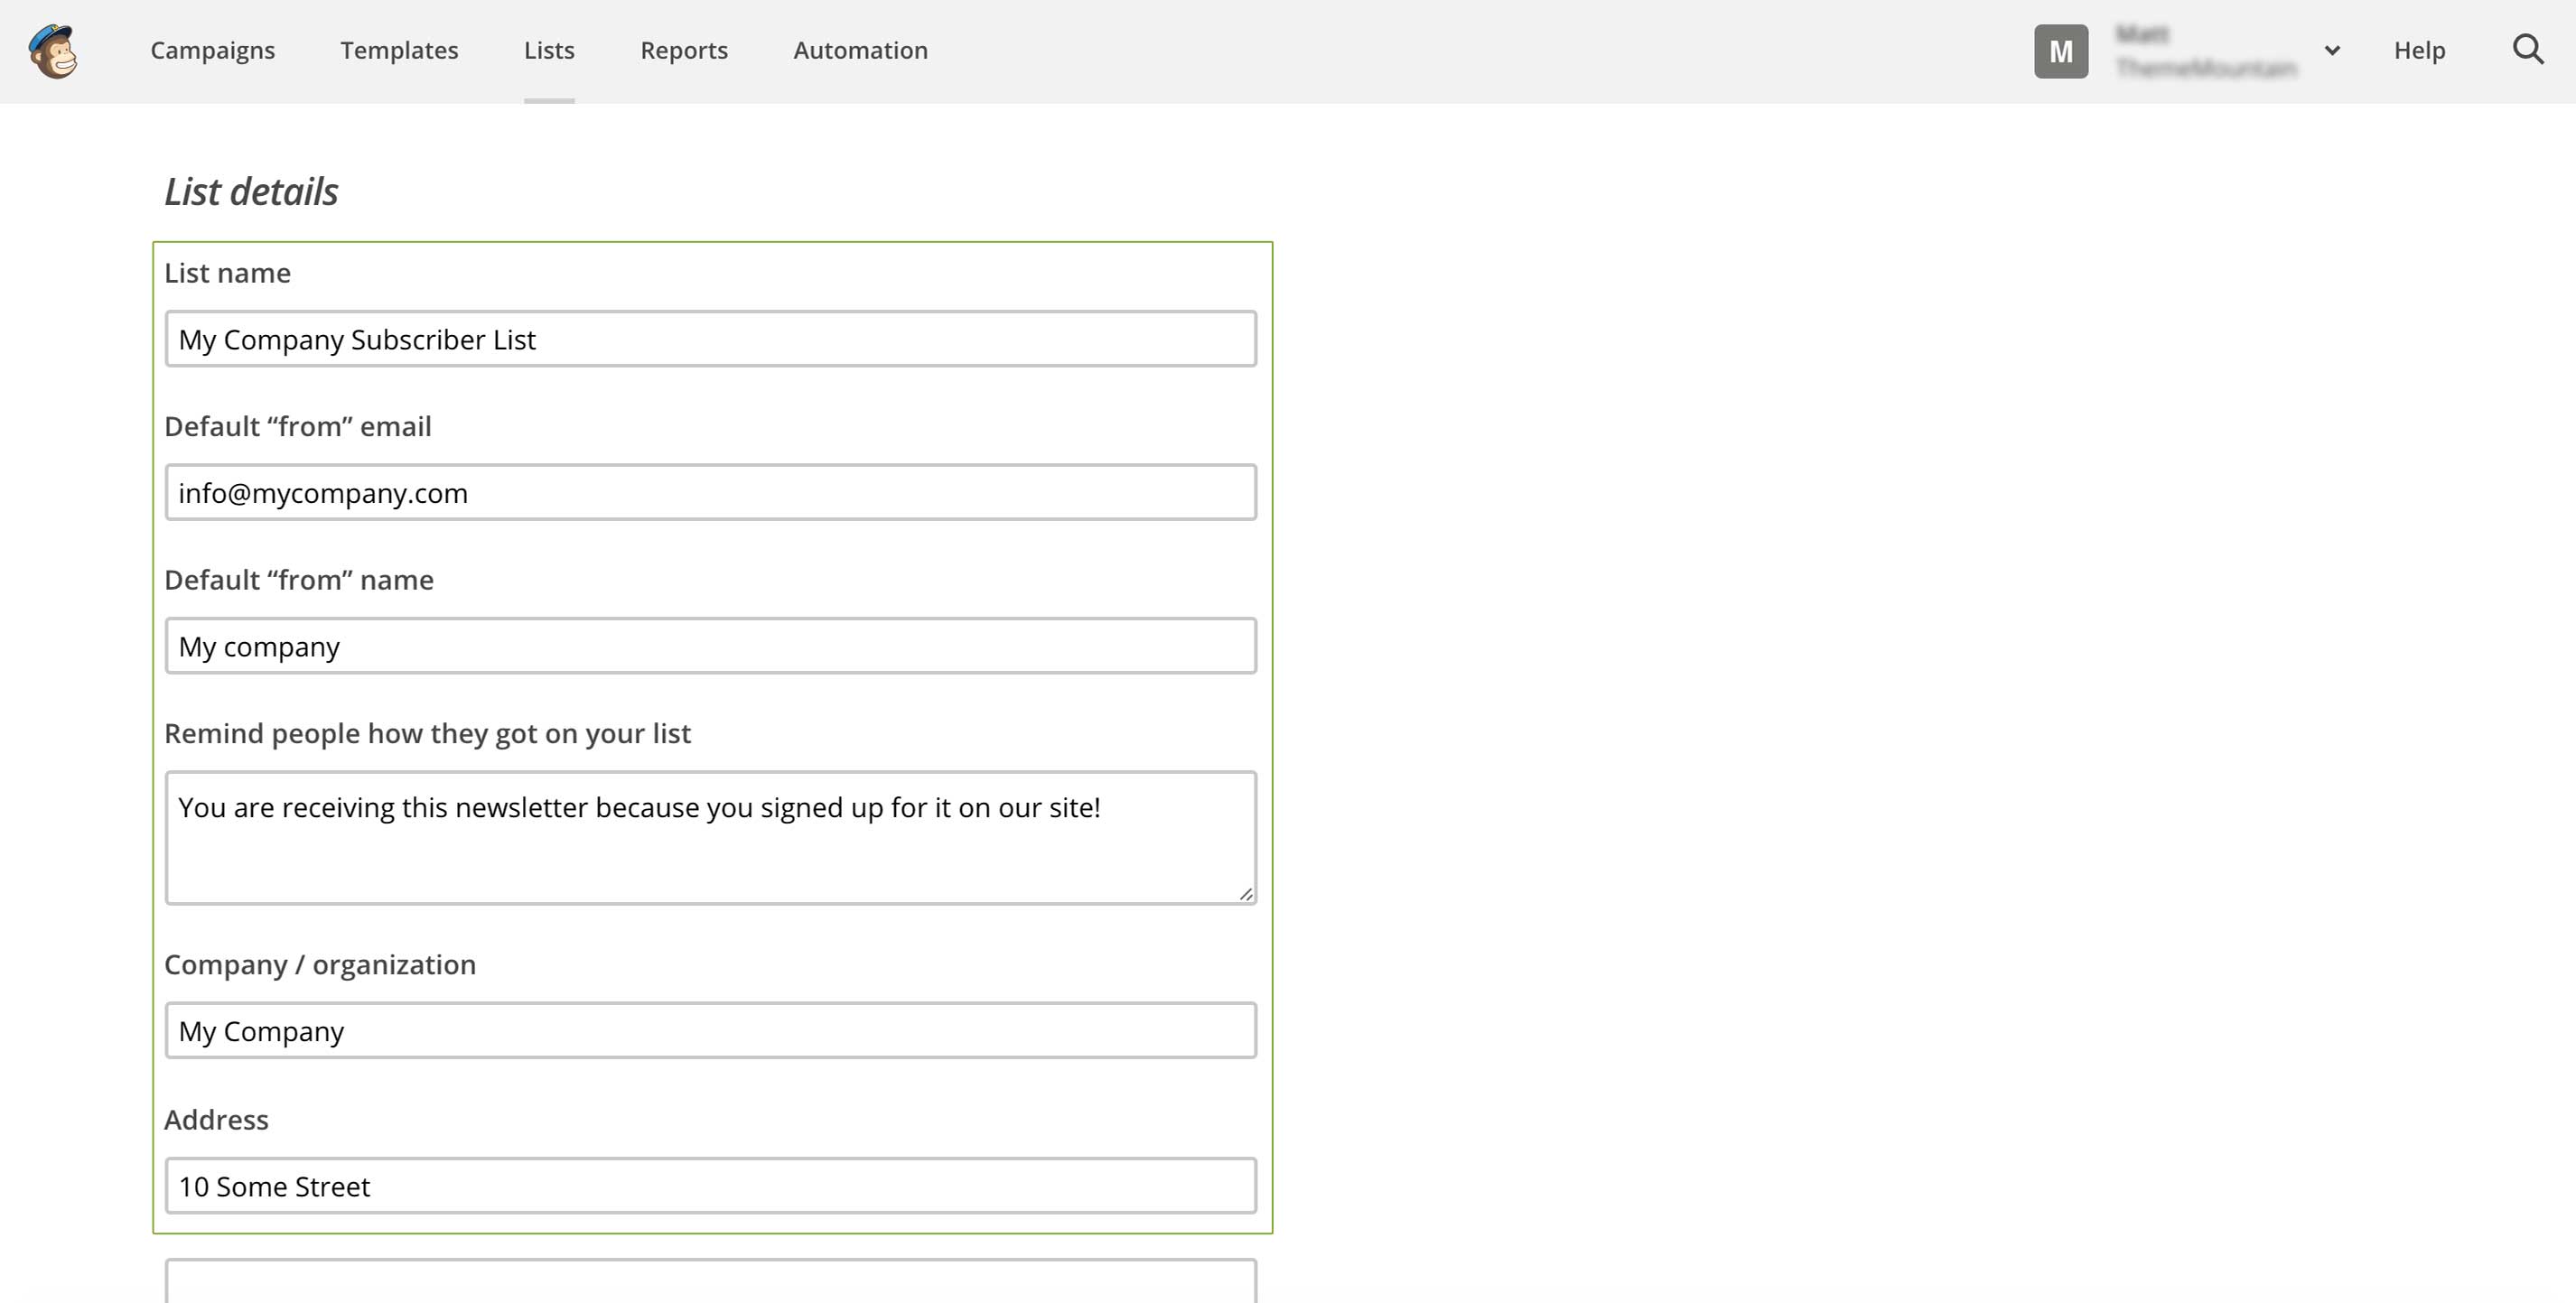 Campaigns Templates Lists Reports Automation
M
Matt
ThemeMountain
Help
List details
List name
My Company Subscriber List
Default “from” email
info@mycompany.com
Default “from” name
My company
Remind people how they got on your list
You are receiving this newsletter because you signed up for it on our site!
Company / organization
My Company
Address
10 Some Street